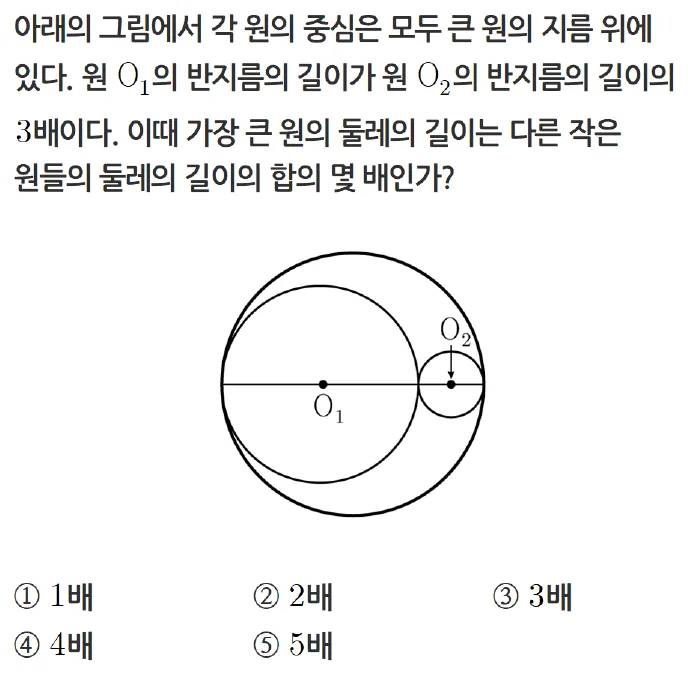 아래의 그림에서 각 원의 중심은 모두 큰 원의 지름 위에
있다. 원 O₁의 반지름의 길이가 원 O₂의 반지름의 길이의
3배이다. 이때 가장 큰 원의 둘레의 길이는 다른 작은
원들의 둘레의 길이의 합의 몇 배인가?
O₂
O₁
① 1배 ② 2배 ③ 3배
④ 4배 ⑤ 5배